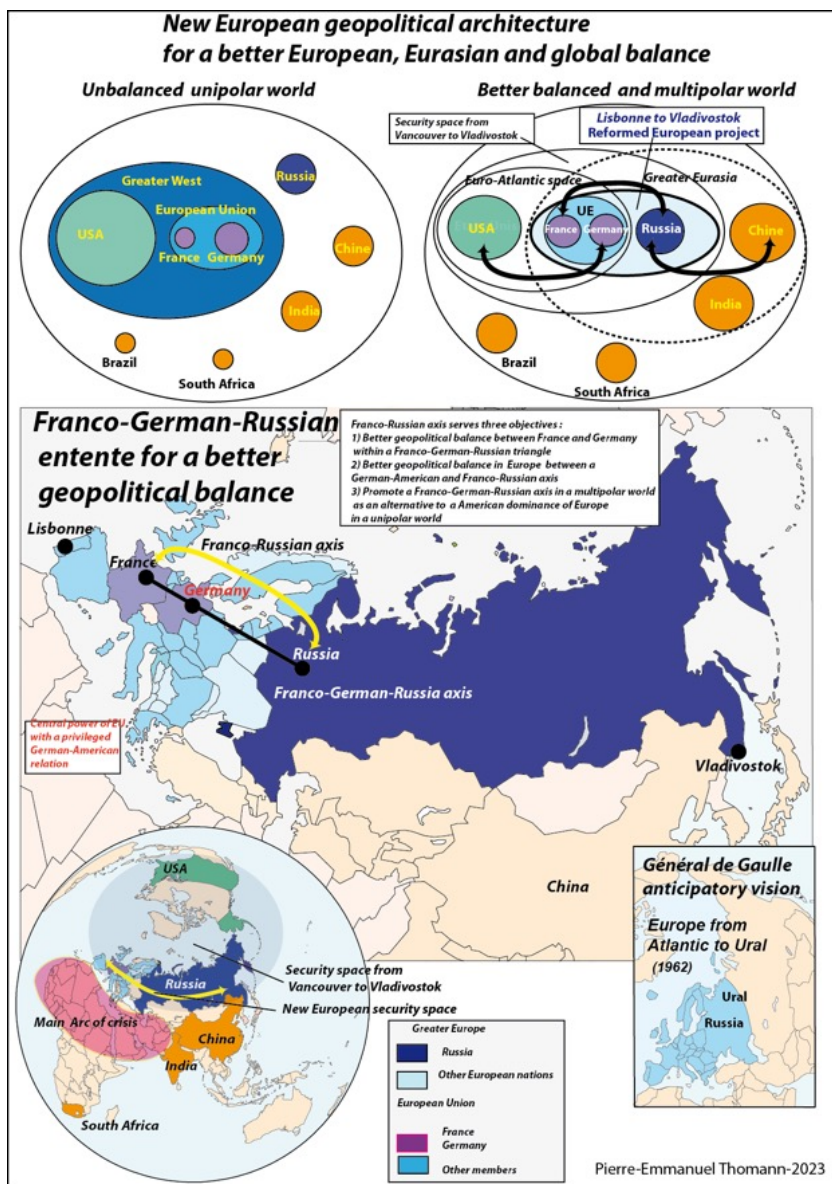 New European geopolitical architecture
for a better European, Eurasian and global balance
Unbalanced unipolar world
Greater West
Russia
European Union
USA
France
Germany
Chine
India
Brazil
South Africa
Better balanced and multipolar world
Security space from
Vancouver to Vladivostok
Lisbonne to Vladivostok
Reformed European project
Euro-Atlantic space
Greater Eurasia
UE
USA
France
Germany
Russia
Chine
India
Brazil
South Africa
Franco-German-Russian
entente for a better
geopolitical balance
Franco-Russian axis serves three objectives :
1) Better geopolitical balance between France and Germany
within a Franco-German-Russian triangle
2) Better geopolitical balance in Europe between a
German-American and Franco-Russian axis
3) Promote a Franco-German-Russian axis in a multipolar world
as an alternative to a American dominance of Europe
in a unipolar world
Lisbonne
Franco-Russian axis
France
Germany
Russia
Franco-German-Russia axis
Central power of EU
with a privileged
German-American
relation
Vladivostok
China
USA
Russia
Security space from
Vancouver to Vladivostok
New European security space
Main Arc of crisis
China
India
South Africa
Greater Europe
Russia
Other European nations
European Union
France
Germany
Other members
Général de Gaulle
anticipatory vision
Europe from
Atlantic to Ural
(1962)
Ural
Russia
Pierre-Emmanuel Thomann-2023